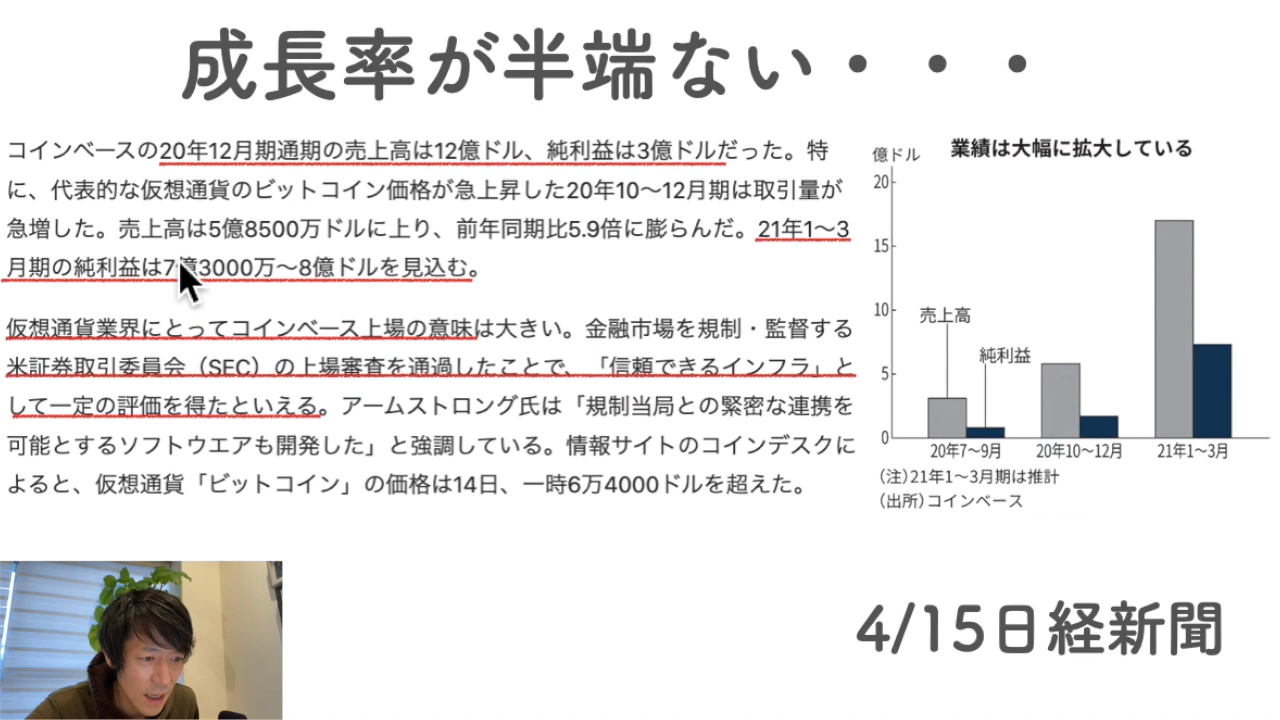 成長率が半端ない・・・
コインベースの20年12月期通期の売上高は12億ドル、純利益は3億ドルだった。特
に、代表的な仮想通貨のビットコイン価格が急上昇した20年10〜12月期は取引量が
急増した。売上高は5億8500万ドルに上り、前年同期比5.9倍に膨らんだ。21年1〜3
月期の純利益は7億3000万〜8億ドルを見込む。
仮想通貨業界にとってコインベース上場の意味は大きい。金融市場を規制・監督する
米証券取引委員会（SEC）の上場審査を通過したことで、「信頼できるインフラ」と
して一定の評価を得たといえる。アームストロング氏は「規制当局との緊密な連携を
可能とするソフトウエアも開発した」と強調している。情報サイトのコインデスクに
よると、仮想通貨「ビットコイン」の価格は14日、一時6万4000ドルを超えた。
業績は大幅に拡大している
億ドル
20
15
10
5
0
売上高
純利益
20年7〜9月
20年10〜12月
21年1〜3月
(注)21年1〜3月期は推計
(出所)コインベース
4/15日経新聞